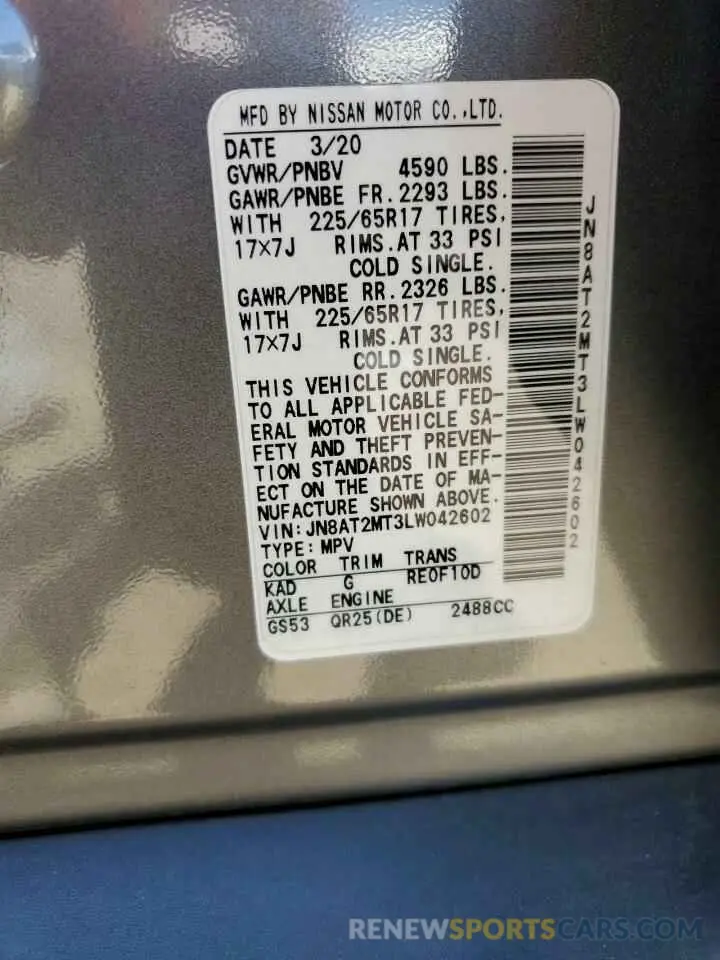 MFD BY NISSAN MOTOR CO.,LTD.
DATE 3/20
GVWR/PNBV 4590 LBS.
GAWR/PNBE FR. 2293 LBS.
WITH 225/65R17 TIRES,
17×7J RIMS. AT 33 PSI
COLD SINGLE.
GAWR/PNBE RR. 2326 LBS.
WITH 225/65R17 TIRES,
17×7J RIMS. AT 33 PSI
COLD SINGLE.
THIS VEHICLE CONFORMS
TO ALL APPLICABLE FED-
ERAL MOTOR VEHICLE SA-
FETY AND THEFT PREVEN-
TION STANDARDS IN EFF-
ECT ON THE DATE OF MA-
NUFACTURE SHOWN ABOVE.
VIN: JN8AT2MT3LW042602
TYPE: MPV
COLOR TRIM TRANS
KAD G RE0F10D
AXLE ENGINE
GS53 QR25(DE) 2488CC
JN8AT2MT3LW042602
RENEWSPORTSCARS.COM